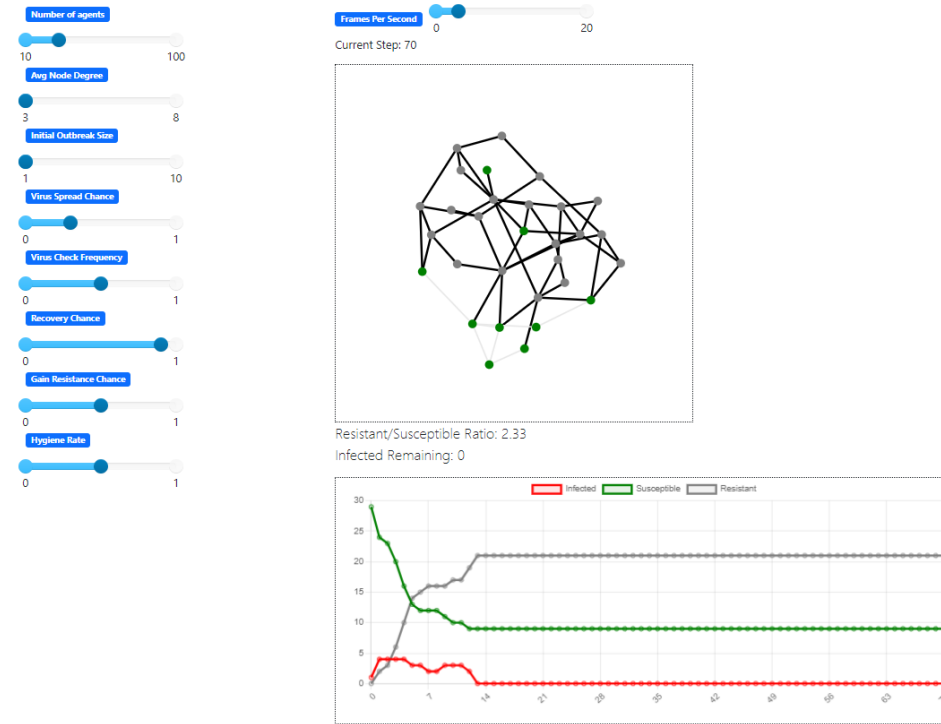 Number of agents
10 100
Avg Node Degree
3 8
Initial Outbreak Size
1 10
Virus Spread Chance
0 1
Virus Check Frequency
0 1
Recovery Chance
0 1
Gain Resistance Chance
0 1
Hygiene Rate
0 1
Frames Per Second
0 20
Current Step: 70
Resistant/Susceptible Ratio: 2.33
Infected Remaining: 0
Infected Susceptible Resistant
30
25
20
15
10
5
0
0 7 14 21 28 35 42 49 56 63